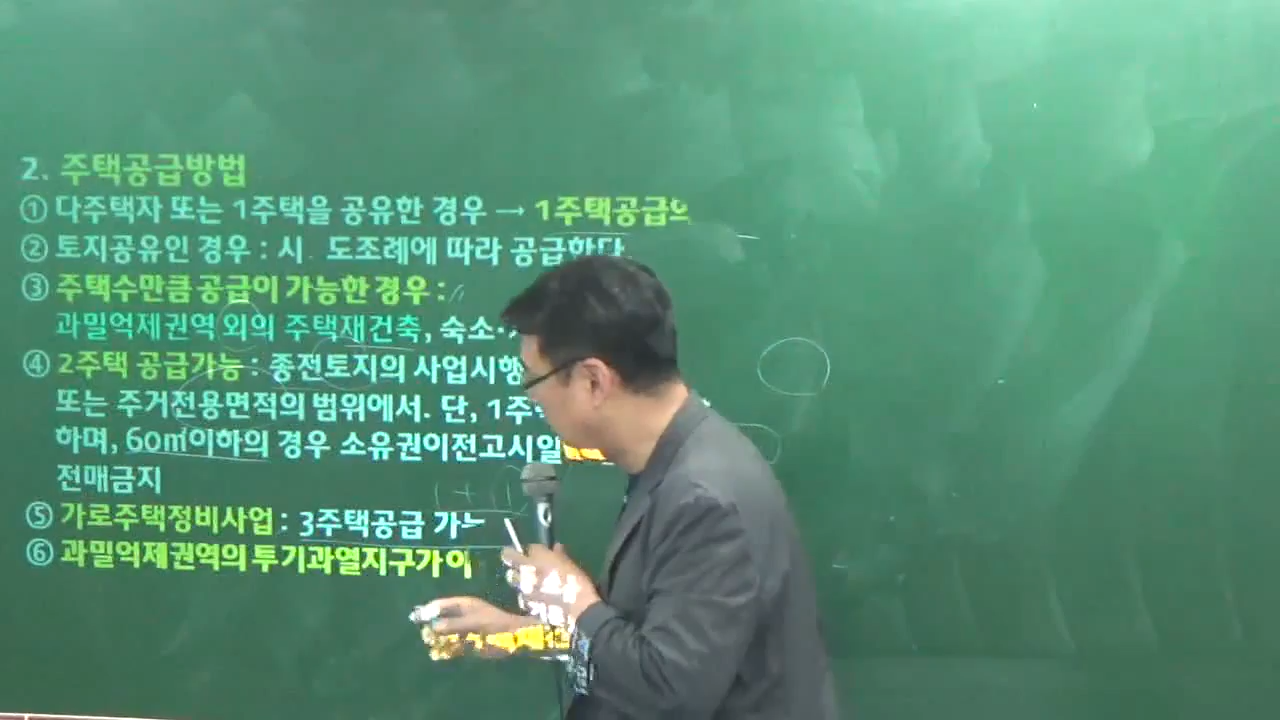 2. 주택공급방법
① 다주택자 또는 1주택을 공유한 경우 → 1주택공급의
② 토지공유인 경우 : 시. 도조례에 따라 공급한다
③ 주택수만큼 공급이 가능한 경우 :
과밀억제권역 외의 주택재건축, 숙소·
④ 2주택 공급가능 : 종전토지의 사업시행
또는 주거전용면적의 범위에서. 단, 1주
하며, 60㎡이하의 경우 소유권이전고시일
전매금지
1+1
⑤ 가로주택정비사업 : 3주택공급 가능
⑥ 과밀억제권역의 투기과열지구가 아